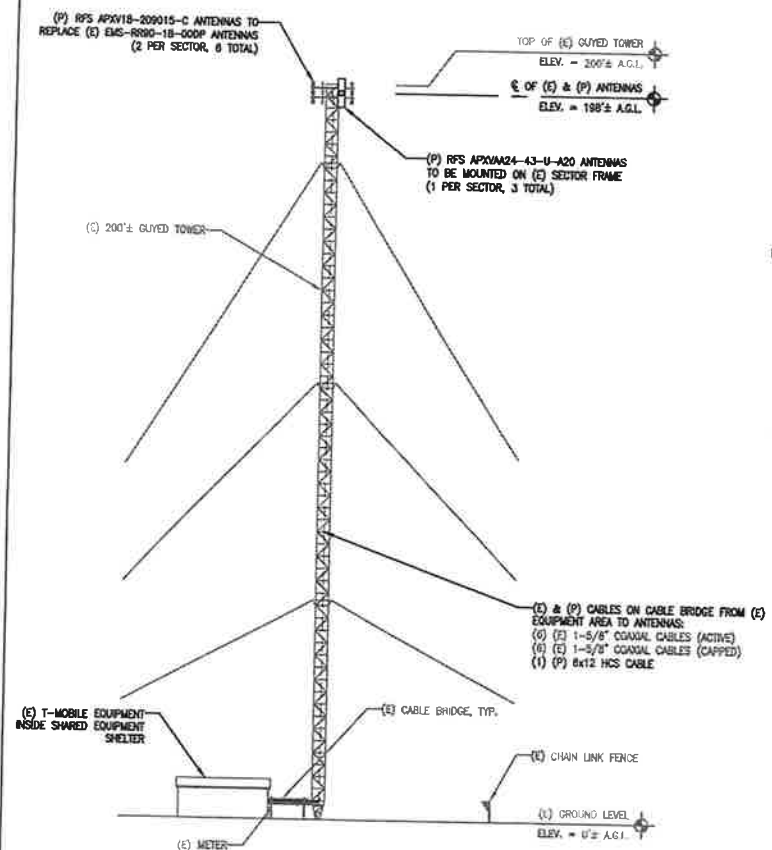 (P) RFS APXV18-209015-C ANTENNAS TO
REPLACE (E) EMS-RR90-18-00DP ANTENNAS
(2 PER SECTOR, 6 TOTAL)
TOP OF (E) GUYED TOWER
ELEV. = 200'± A.G.L.
℄ OF (E) & (P) ANTENNAS
ELEV. = 198'± A.G.L.
(P) RFS APXVAA24-43-U-A20 ANTENNAS
TO BE MOUNTED ON (E) SECTOR FRAME
(1 PER SECTOR, 3 TOTAL)
(E) 200'± GUYED TOWER
(E) & (P) CABLES ON CABLE BRIDGE FROM (E)
EQUIPMENT AREA TO ANTENNAS:
(6) (E) 1-5/8" COAXIAL CABLES (ACTIVE)
(6) (E) 1-5/8" COAXIAL CABLES (CAPPED)
(1) (P) 6x12 HCS CABLE
(E) T-MOBILE EQUIPMENT
INSIDE SHARED EQUIPMENT
SHELTER
(E) CABLE BRIDGE, TYP.
(E) CHAIN LINK FENCE
(E) GROUND LEVEL
ELEV. = 0'± A.G.L.
(E) METER